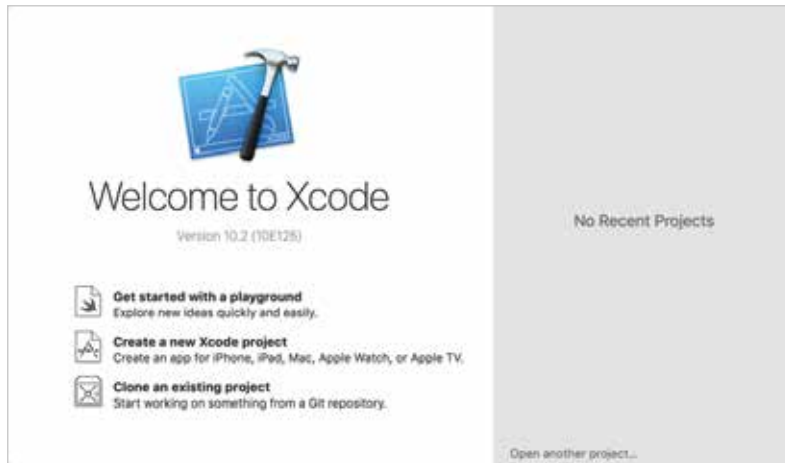 Welcome to Xcode
Version 10.2 (10E125)
Get started with a playground
Explore new ideas quickly and easily.
Create a new Xcode project
Create an app for iPhone, iPad, Mac, Apple Watch, or Apple TV.
Clone an existing project
Start working on something from a Git repository.
No Recent Projects
Open another project...